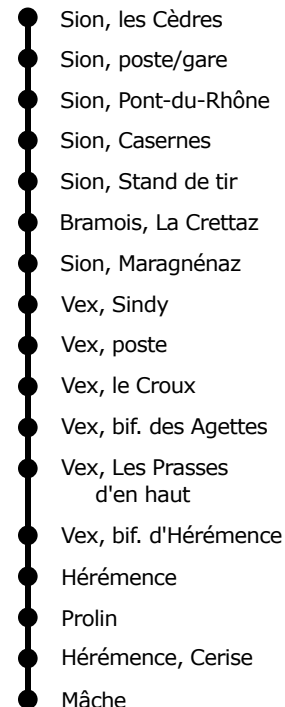 Sion, les Cèdres
Sion, poste/gare
Sion, Pont-du-Rhône
Sion, Casernes
Sion, Stand de tir
Bramois, La Crettaz
Sion, Maragnénaz
Vex, Sindy
Vex, poste
Vex, le Croux
Vex, bif. des Agettes
Vex, Les Prasses
d'en haut
Vex, bif. d'Hérémence
Hérémence
Prolin
Hérémence, Cerise
Mâche